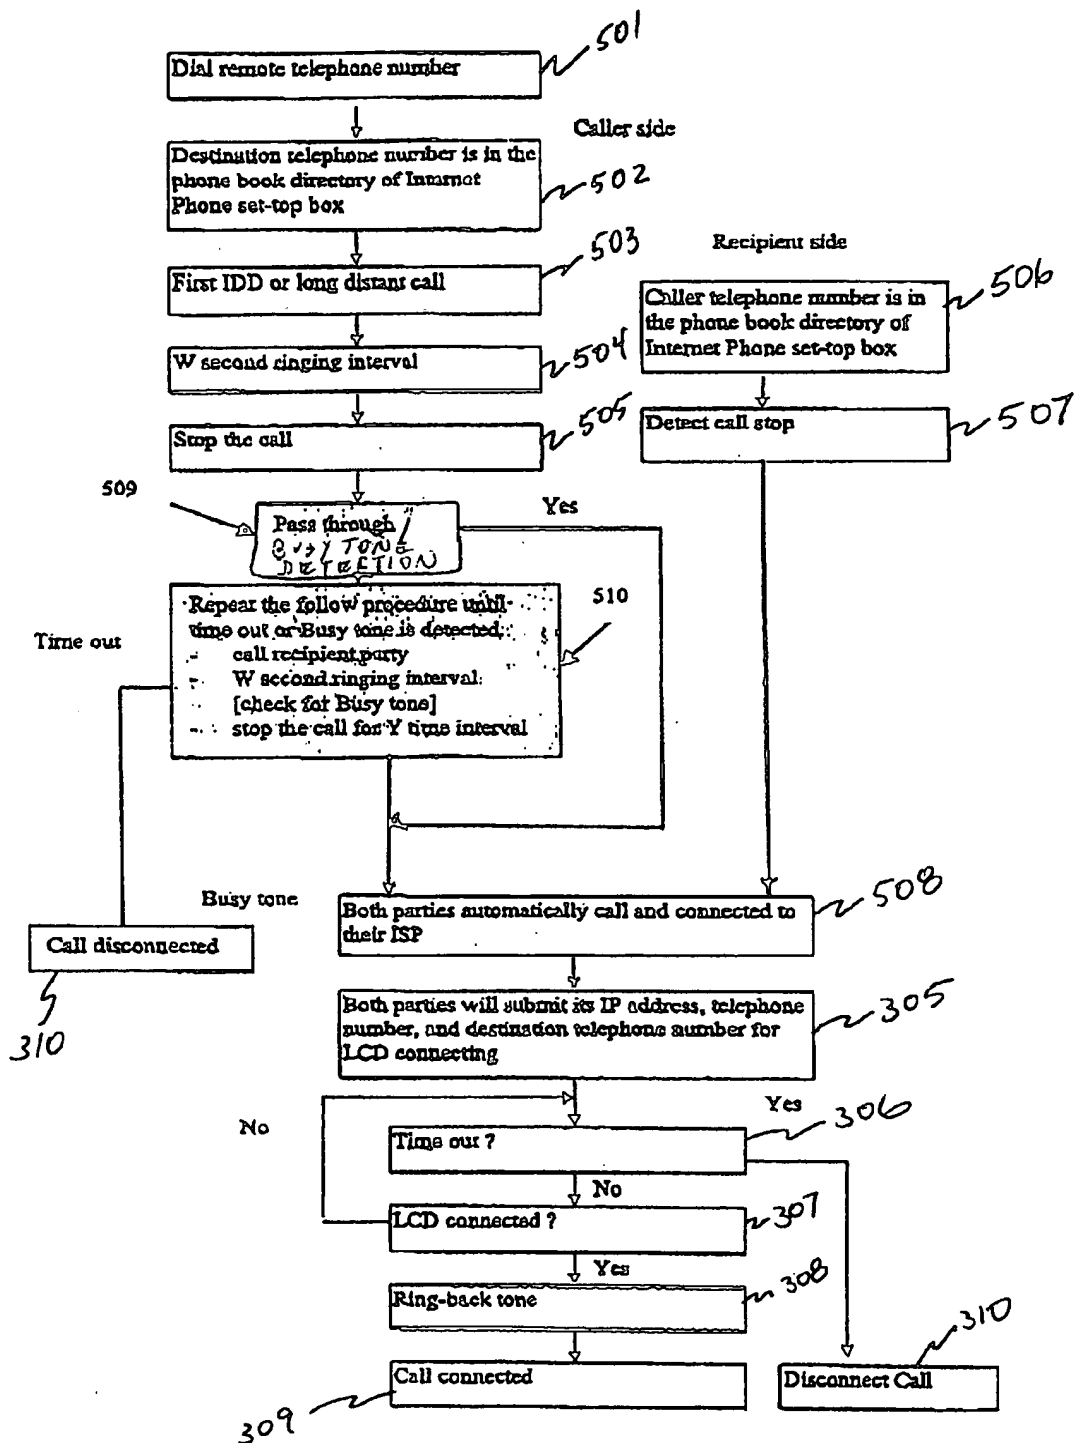 501
Dial remote telephone number
Caller side
Destination telephone number is in the
phone book directory of Internet
Phone set-top box
502
503
First IDD or long distant call
W second ringing interval
504
Stop the call
505
Recipient side
506
Caller telephone number is in
the phone book directory of
Internet Phone set-top box
Detect call stop
507
509
Pass through/
BUSY TONE
DETECTION
Yes
Repeat the follow procedure until
time out or Busy tone is detected:
- call recipient party
- W second ringing interval.
[check for Busy tone]
- stop the call for Y time interval
510
Time out
Busy tone
Call disconnected
310
Both parties automatically call and connected to
their ISP
508
Both parties will submit its IP address, telephone
number, and destination telephone number for
LCD connecting
305
No
Yes
Time out ?
306
No
LCD connected ?
307
Yes
Ring-back tone
308
Call connected
309
Disconnect Call
310